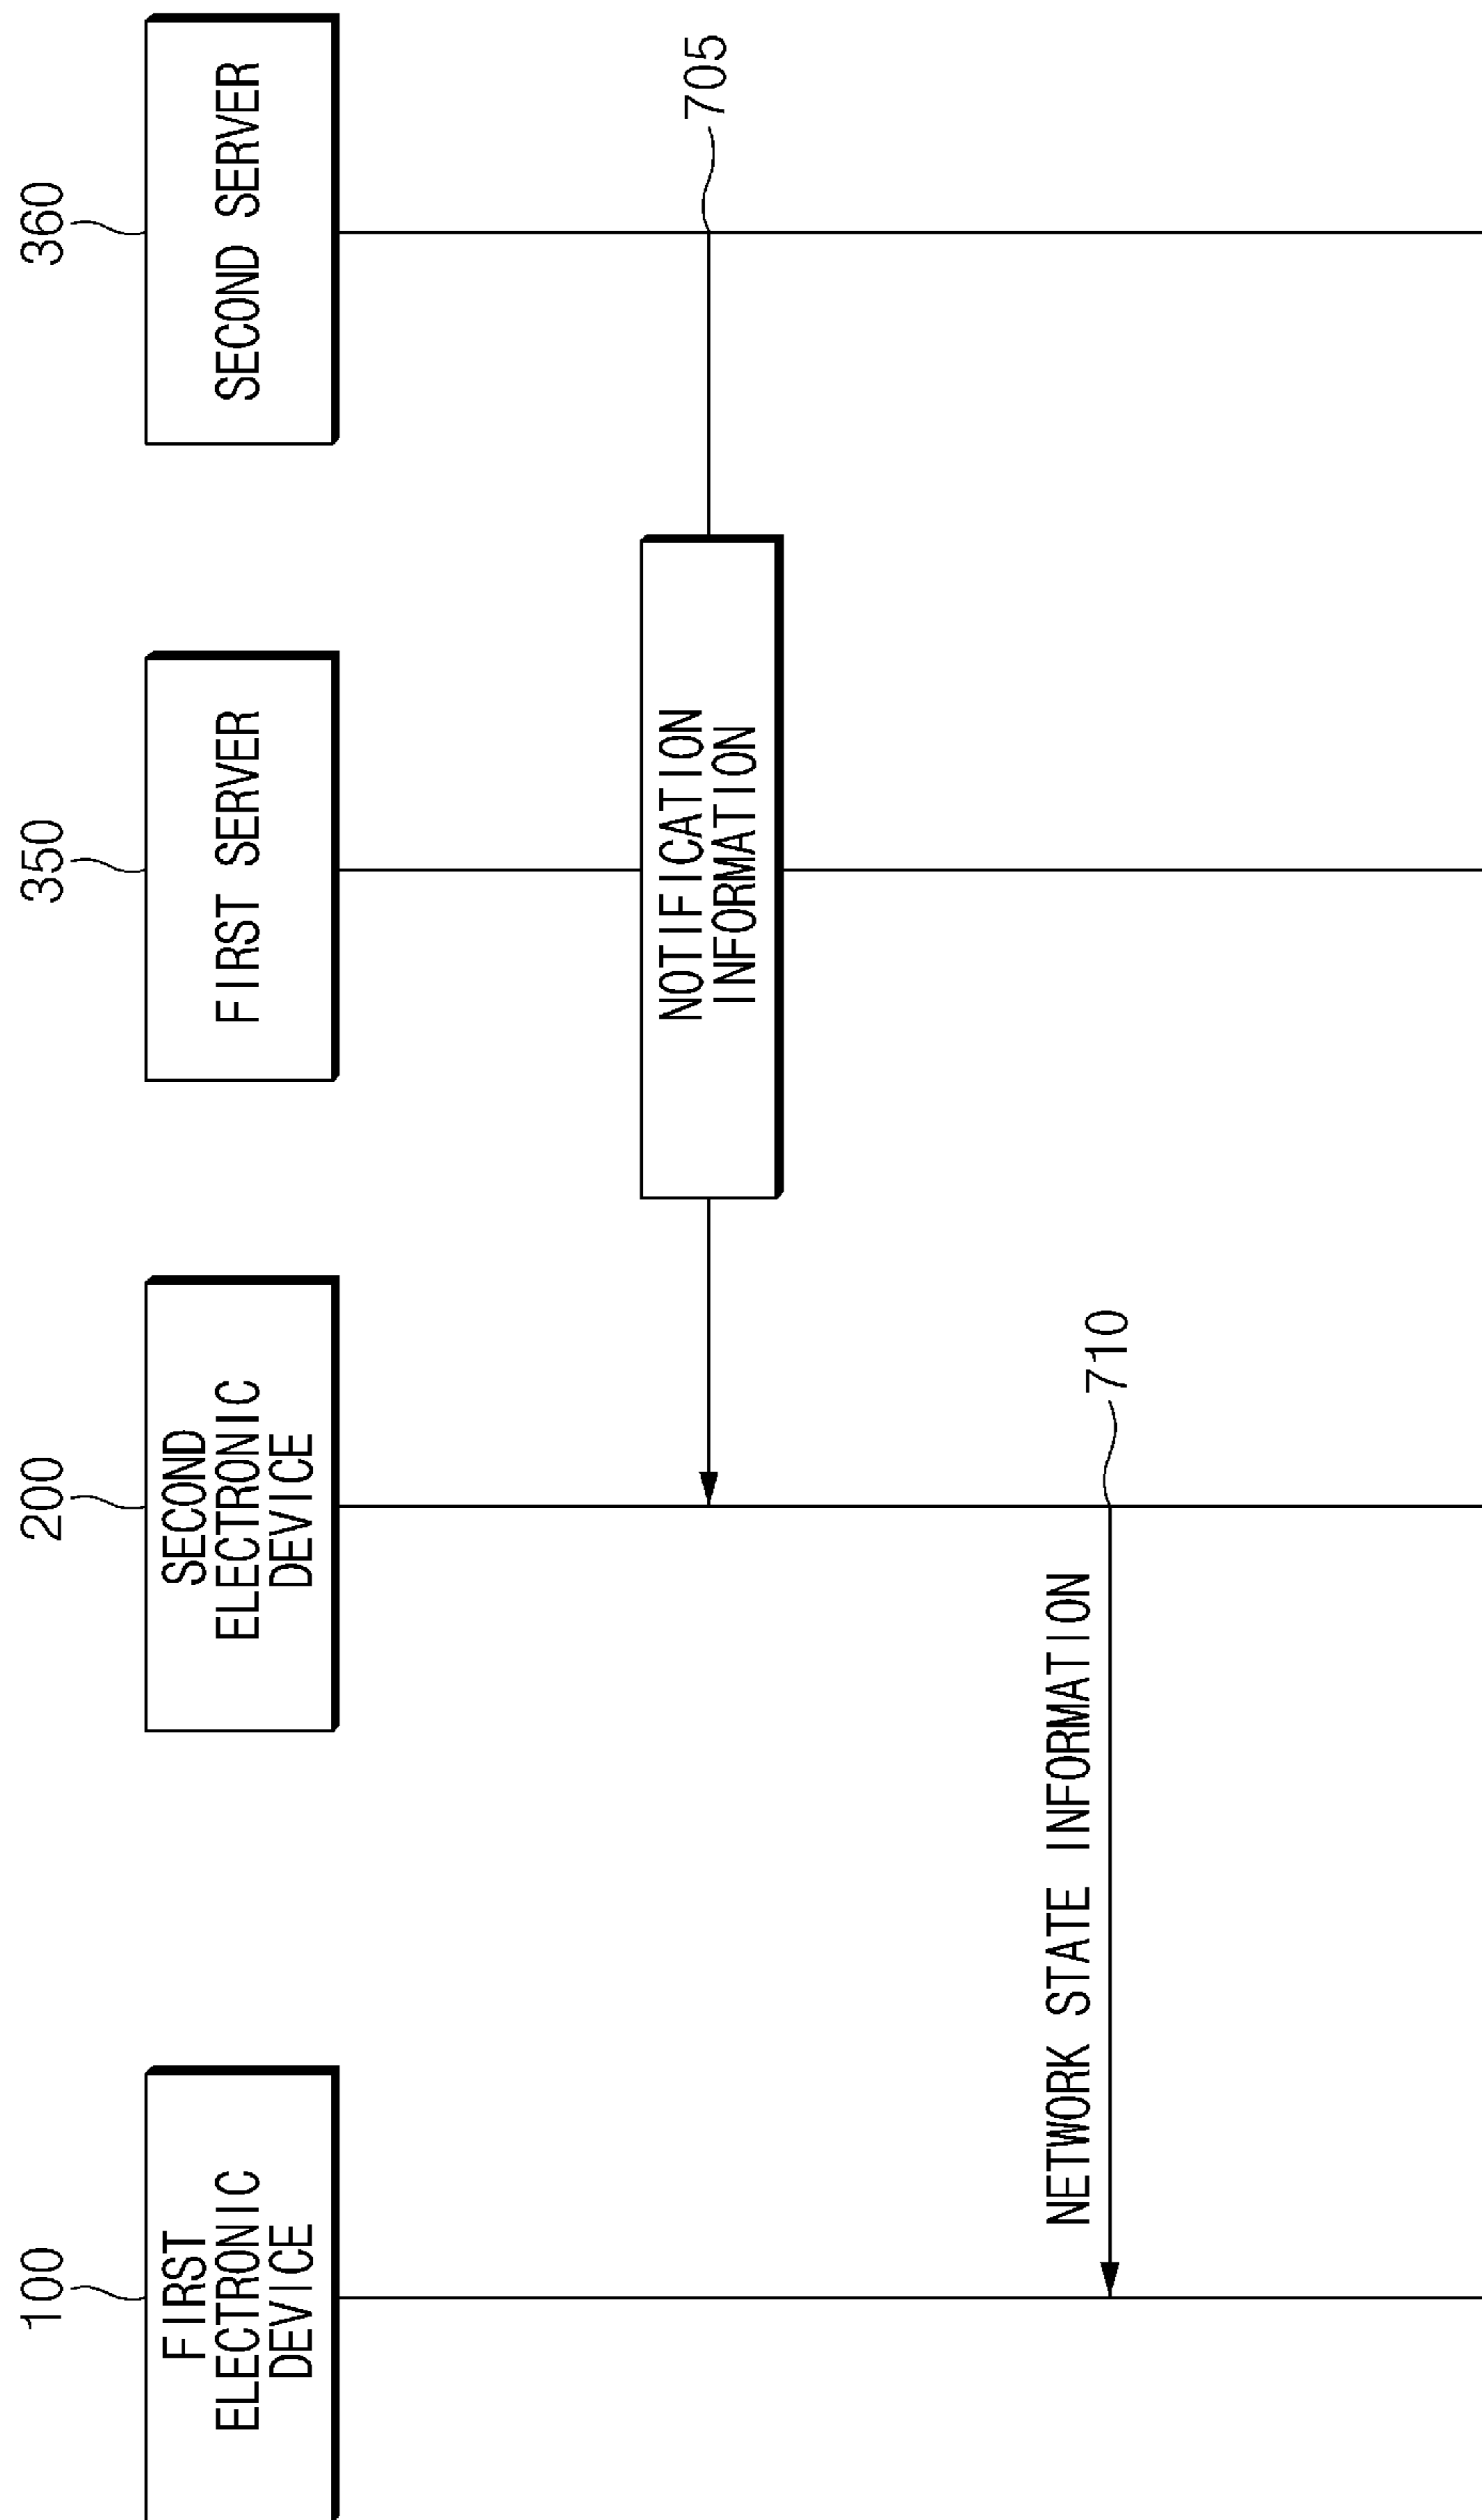 100
200
350
360
FIRST
ELECTRONIC
DEVICE
SECOND
ELECTRONIC
DEVICE
FIRST SERVER
SECOND SERVER
NOTIFICATION
INFORMATION
705
NETWORK STATE INFORMATION
710